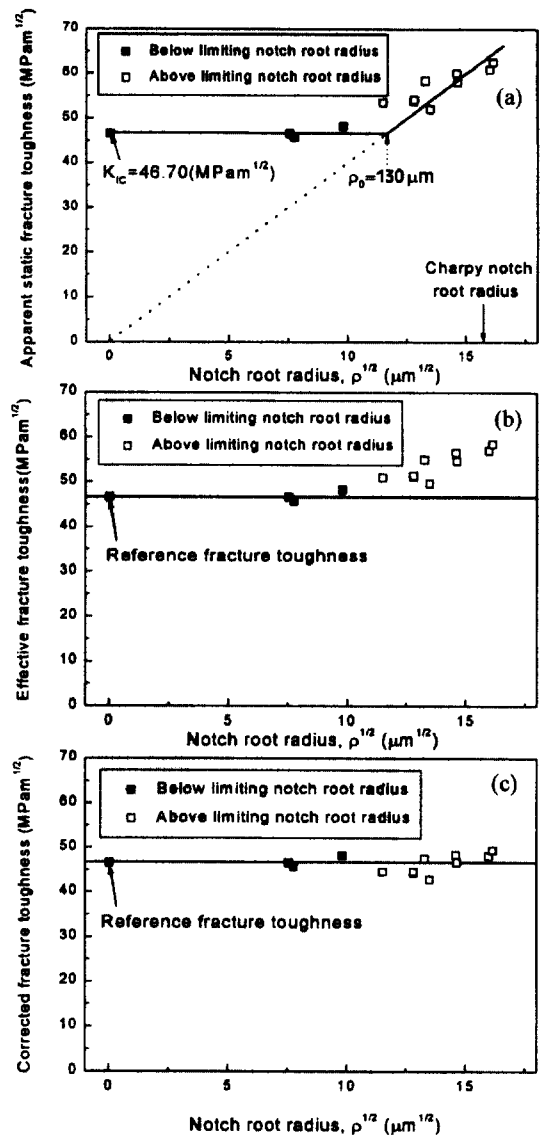 Apparent static fracture toughness (MPam^1/2)
70
60
50
40
30
20
10
0
Below limiting notch root radius
Above limiting notch root radius
(a)
K_IC=46.70(MPam^1/2)
ρ₀=130 μm
Charpy notch
root radius
0 5 10 15
Notch root radius, ρ^1/2 (μm^1/2)
Effective fracture toughness(MPam^1/2)
70
60
50
40
30
20
10
0
Below limiting notch root radius
Above limiting notch root radius
(b)
Reference fracture toughness
0 5 10 15
Notch root radius, ρ^1/2 (μm^1/2)
Corrected fracture toughness (MPam^1/2)
70
60
50
40
30
20
10
0
Below limiting notch root radius
Above limiting notch root radius
(c)
Reference fracture toughness
0 5 10 15
Notch root radius, ρ^1/2 (μm^1/2)